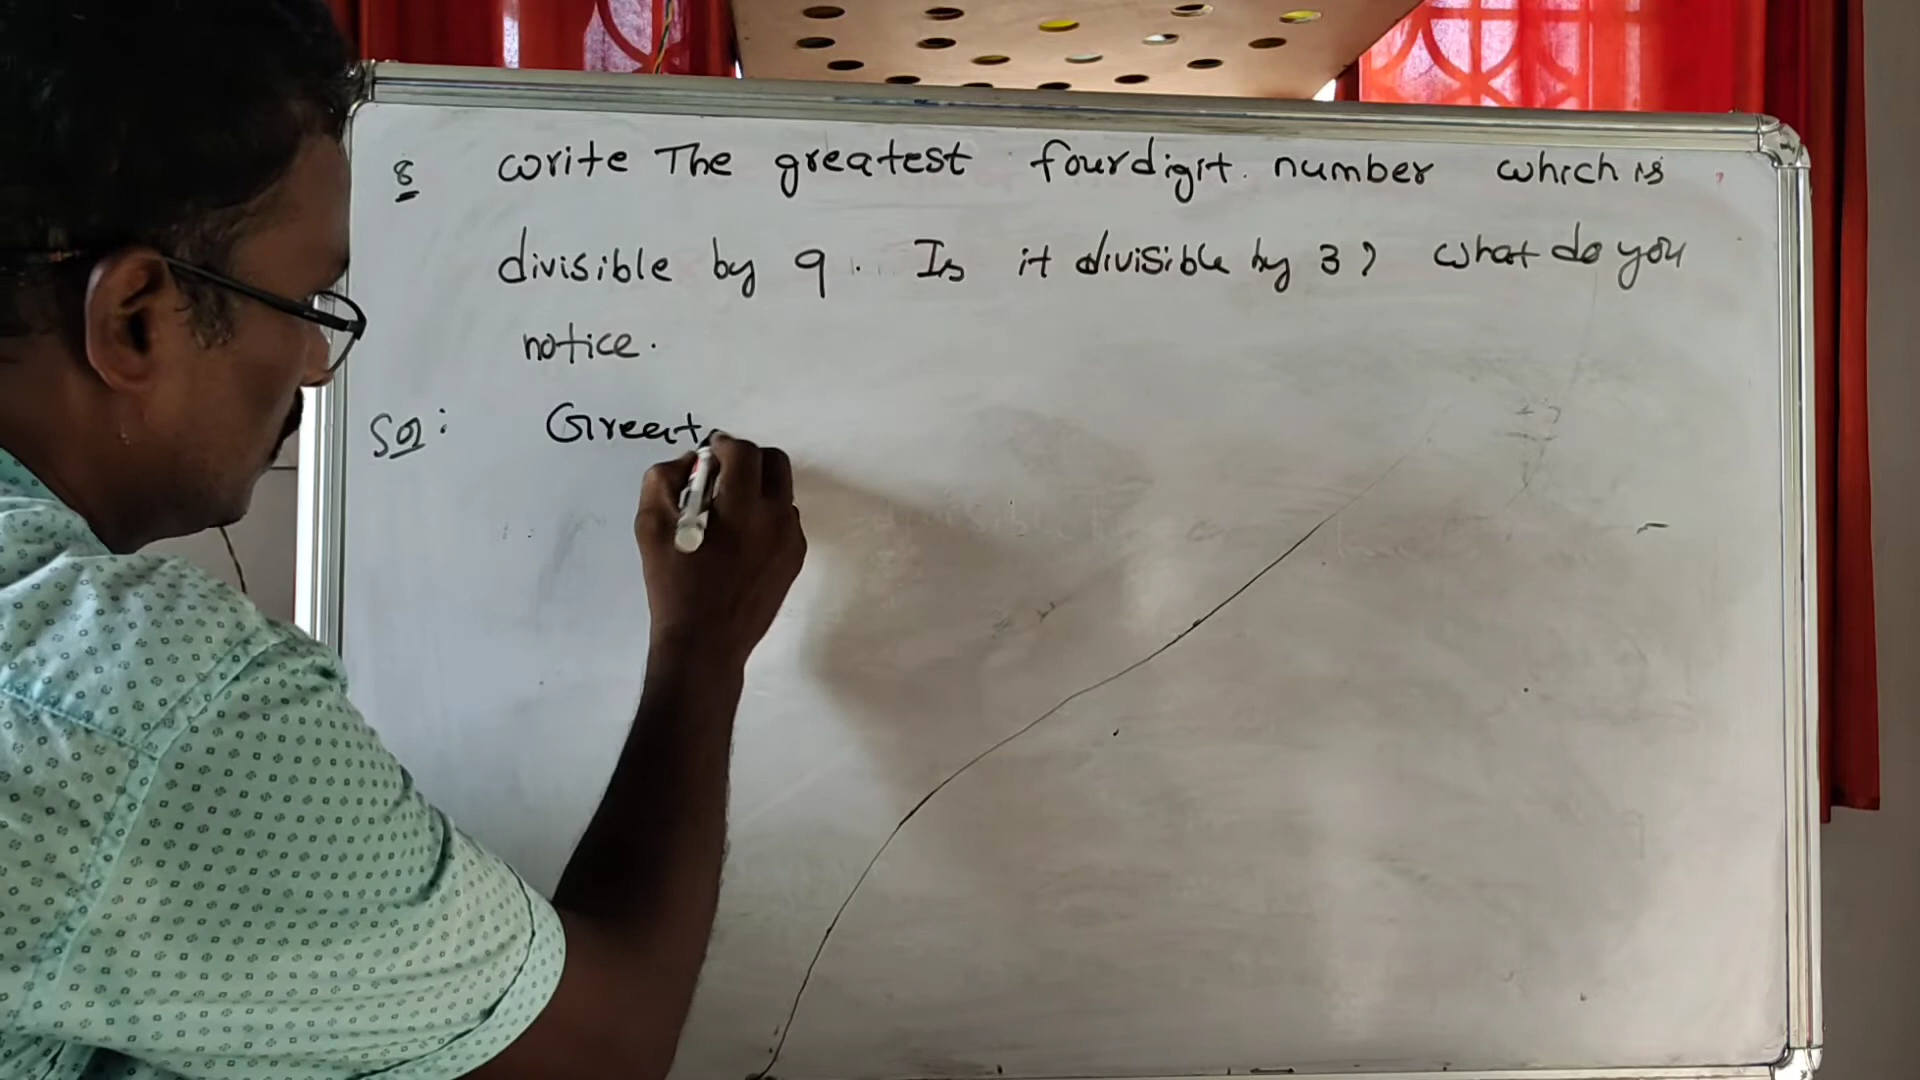 8 write The greatest fourdigit. number which is
divisible by 9. Is it divisible by 3? what do you
notice.
Sol: Great